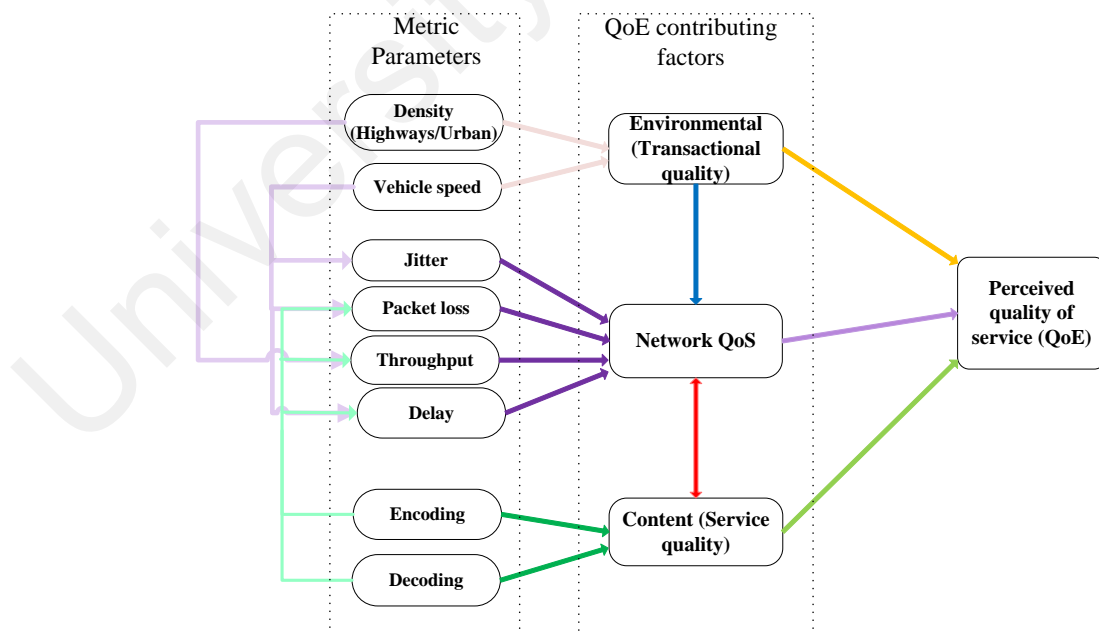 Metric
Parameters
QoE contributing
factors
Density
(Highways/Urban)
Vehicle speed
Jitter
Packet loss
Throughput
Delay
Encoding
Decoding
Environmental
(Transactional
quality)
Network QoS
Content (Service
quality)
Perceived
quality of
service (QoE)
University